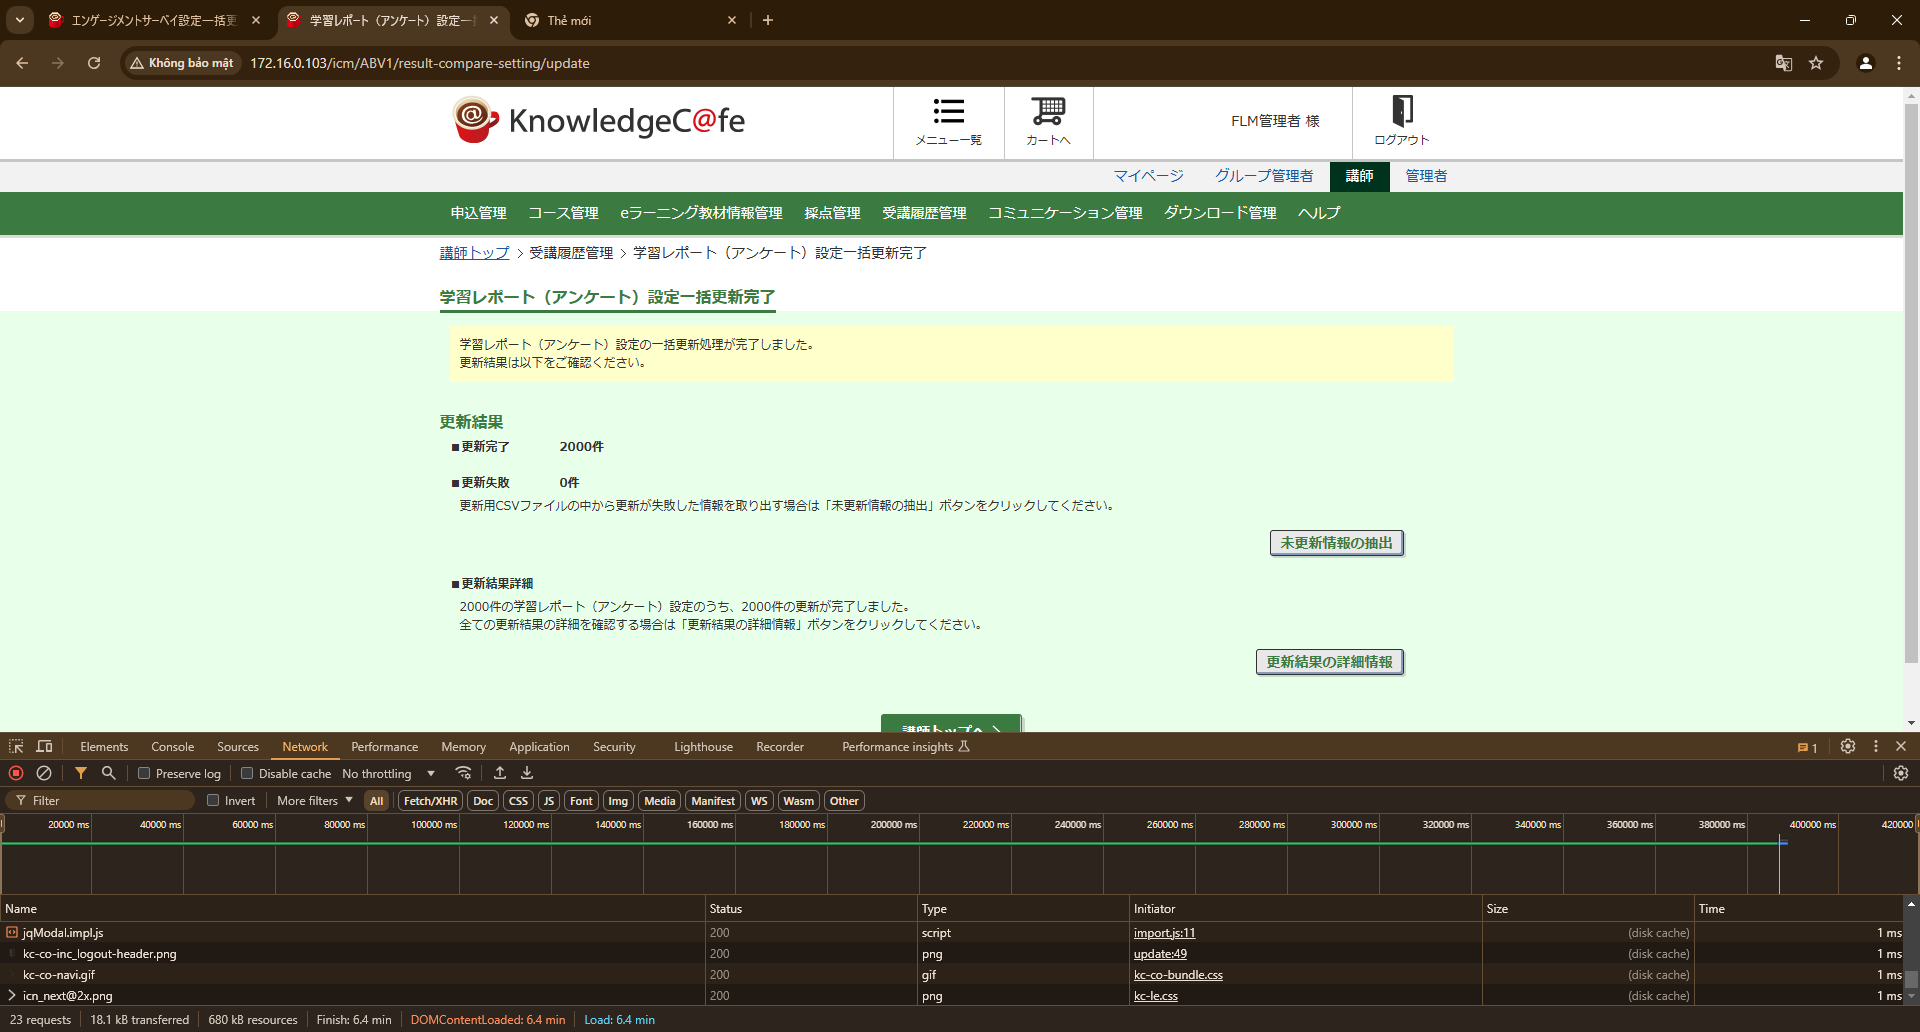 エンゲージメントサーベイ設定一括更
学習レポート（アンケート）設定一
Thẻ mới
Không bảo mật
172.16.0.103/icm/ABV1/result-compare-setting/update
KnowledgeC@fe
メニュー一覧
カートへ
FLM管理者 様
ログアウト
マイページ
グループ管理者
講師
管理者
申込管理
コース管理
eラーニング教材情報管理
採点管理
受講履歴管理
コミュニケーション管理
ダウンロード管理
ヘルプ
講師トップ > 受講履歴管理 > 学習レポート（アンケート）設定一括更新完了
学習レポート（アンケート）設定一括更新完了
学習レポート（アンケート）設定の一括更新処理が完了しました。
更新結果は以下をご確認ください。
更新結果
■更新完了 2000件
■更新失敗 0件
更新用CSVファイルの中から更新が失敗した情報を取り出す場合は「未更新情報の抽出」ボタンをクリックしてください。
未更新情報の抽出
■更新結果詳細
2000件の学習レポート（アンケート）設定のうち、2000件の更新が完了しました。
全ての更新結果の詳細を確認する場合は「更新結果の詳細情報」ボタンをクリックしてください。
更新結果の詳細情報
講師トップへ
Elements Console Sources Network Performance Memory Application Security Lighthouse Recorder Performance insights 1
Preserve log Disable cache No throttling
Filter Invert More filters All Fetch/XHR Doc CSS JS Font Img Media Manifest WS Wasm Other
20000 ms 40000 ms 60000 ms 80000 ms 100000 ms 120000 ms 140000 ms 160000 ms 180000 ms 200000 ms 220000 ms 240000 ms 260000 ms 280000 ms 300000 ms 320000 ms 340000 ms 360000 ms 380000 ms 400000 ms 420000
Name Status Type Initiator Size Time
jqModal.impl.js 200 script import.js:11 (disk cache) 1 ms
kc-co-inc_logout-header.png 200 png update:49 (disk cache) 1 ms
kc-co-navi.gif 200 gif kc-co-bundle.css (disk cache) 1 ms
icn_next@2x.png 200 png kc-le.css (disk cache) 1 ms
23 requests 18.1 kB transferred 680 kB resources Finish: 6.4 min DOMContentLoaded: 6.4 min Load: 6.4 min